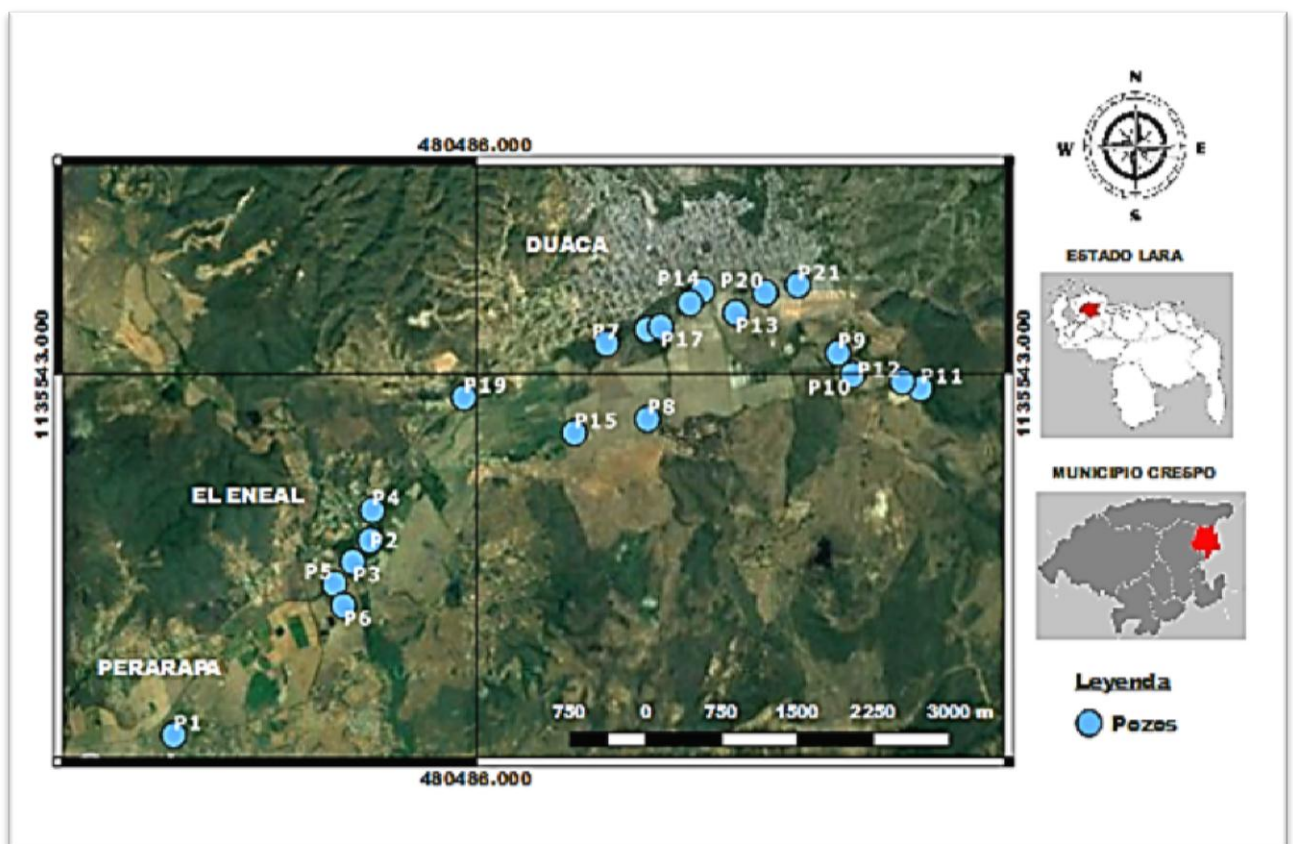 N
W
E
S
480486.000
DUACA
P14
P20
P21
P7
P17
P13
P9
1135543.000
1135543.000
P19
P12
P11
P10
P15
P8
ESTADO LARA
EL ENEAL
P4
P2
P5
P3
P6
MUNICIPIO CRESPO
PERARAPA
P1
750 0 750 1500 2250 3000 m
Leyenda
Pozos
480486.000